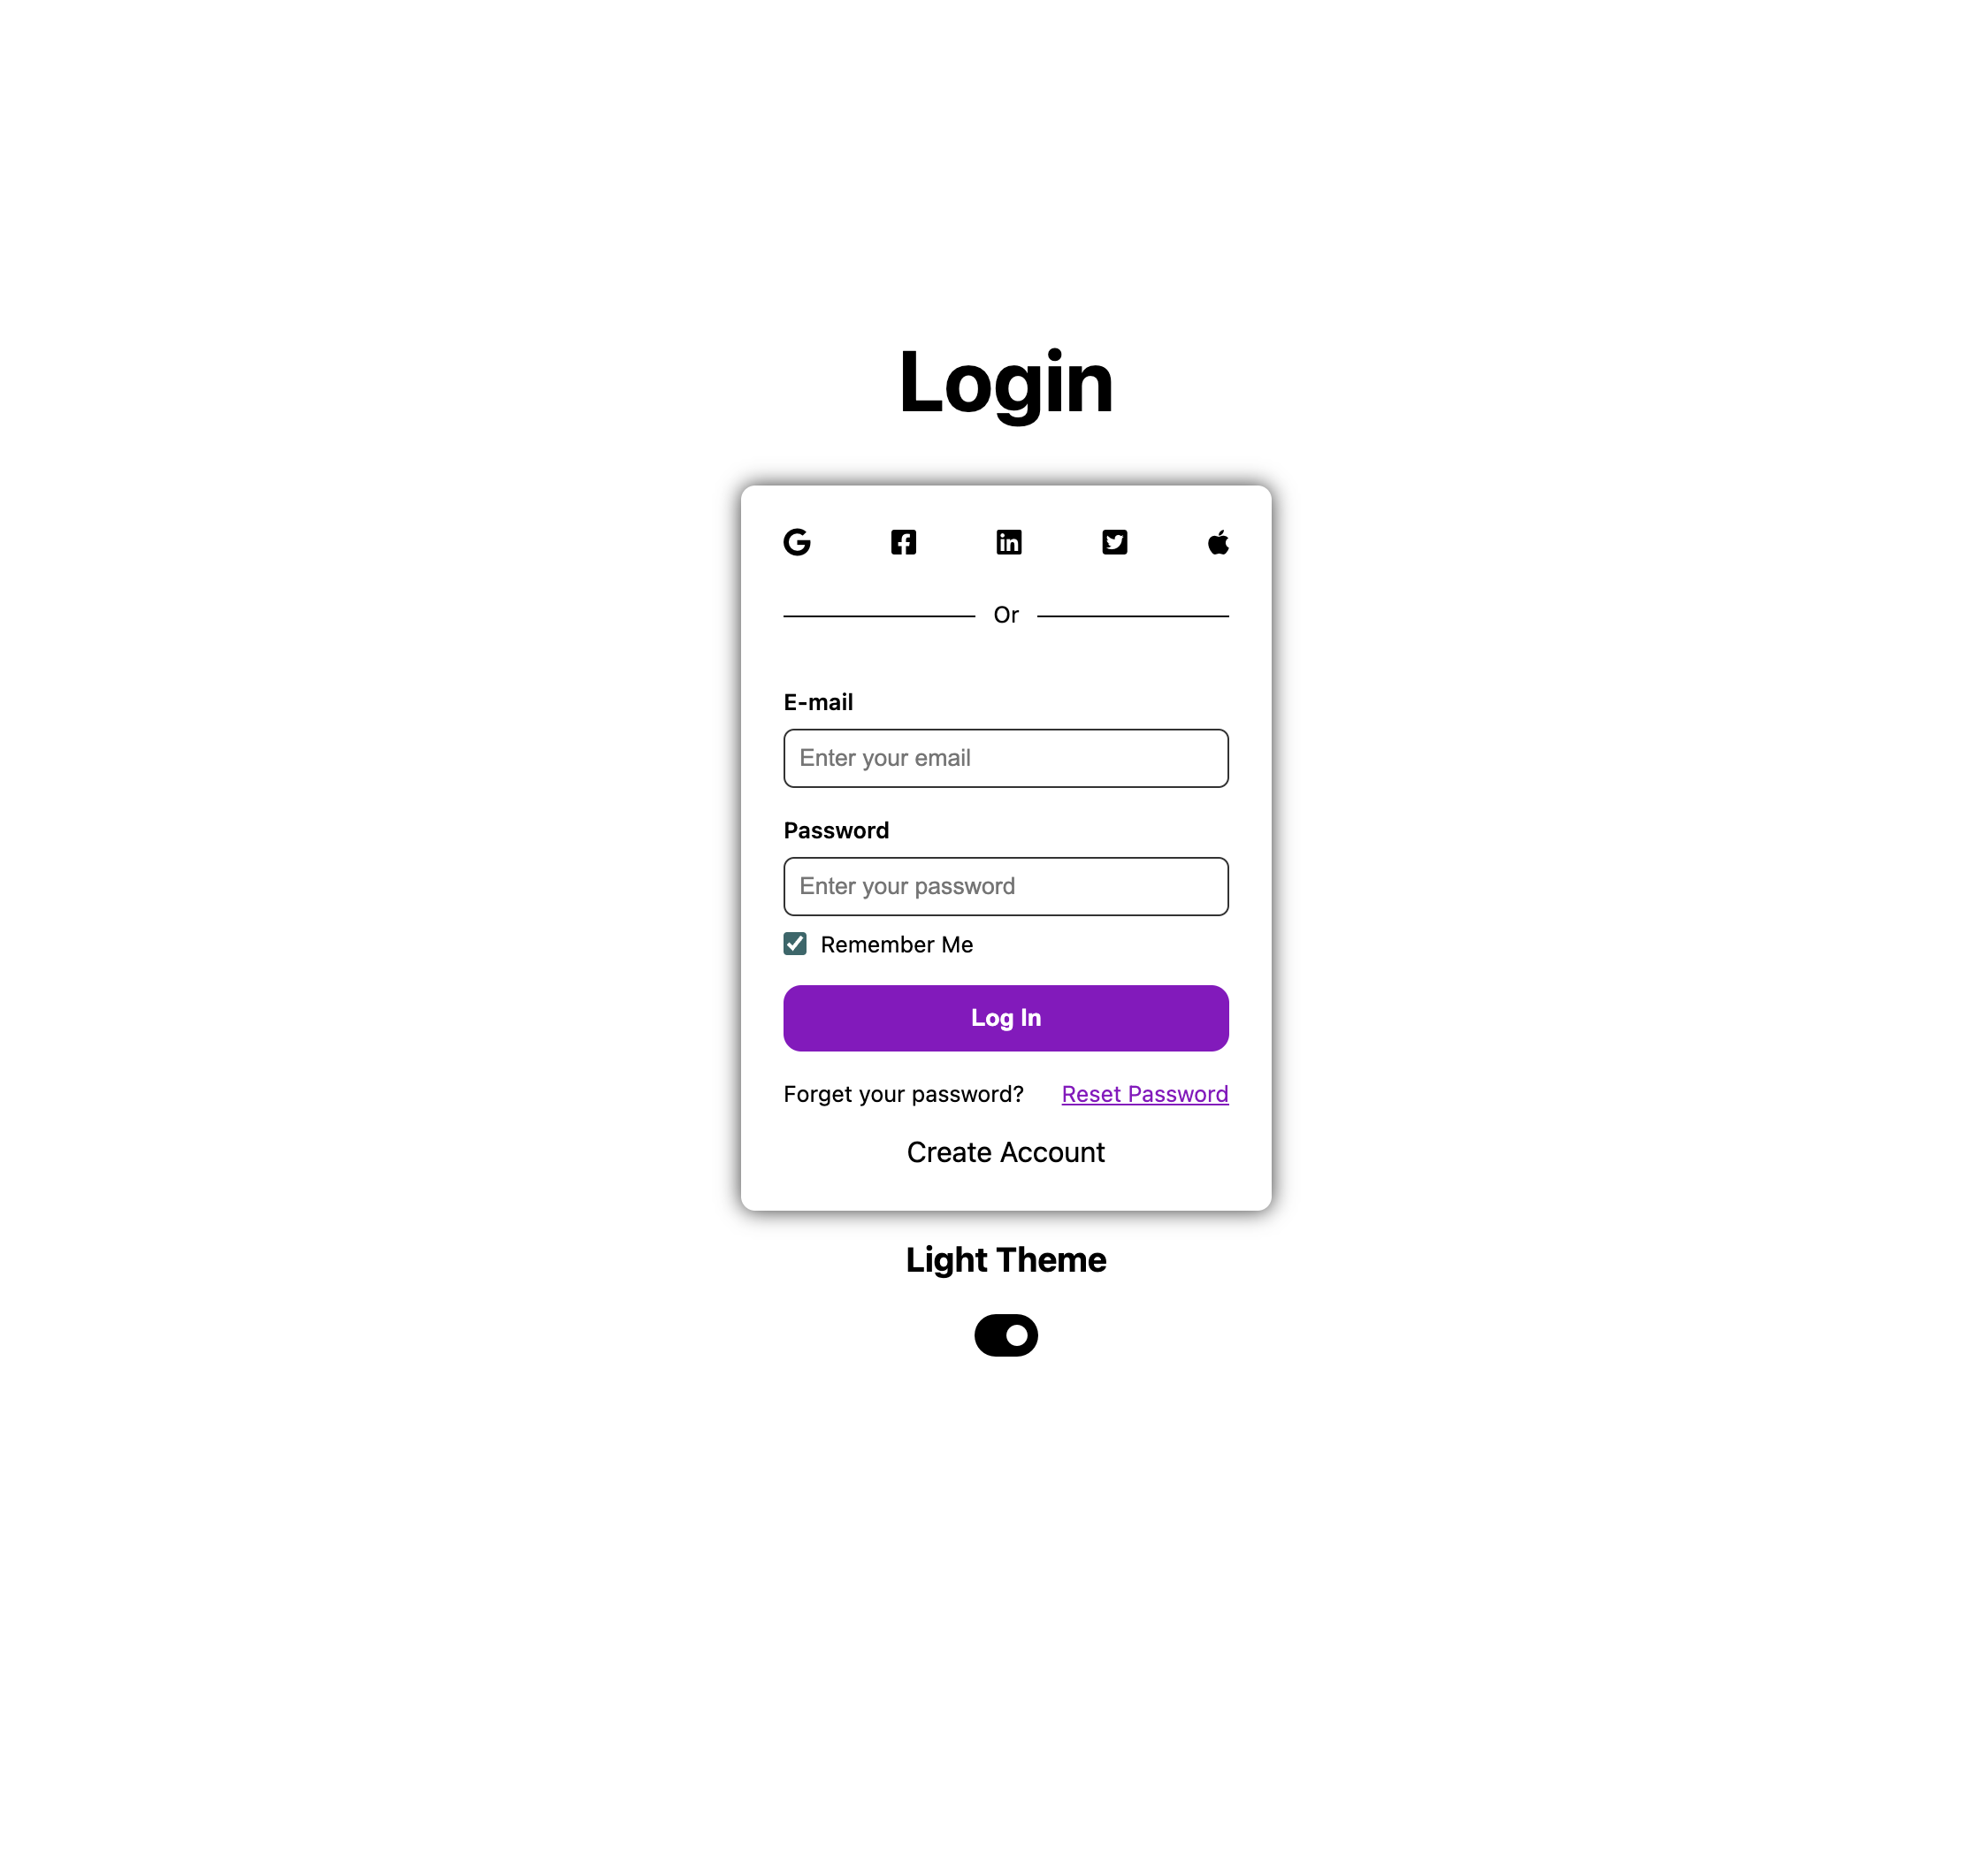 Login
Or
E-mail
Enter your email
Password
Enter your password
Remember Me
Log In
Forget your password? Reset Password
Create Account
Light Theme